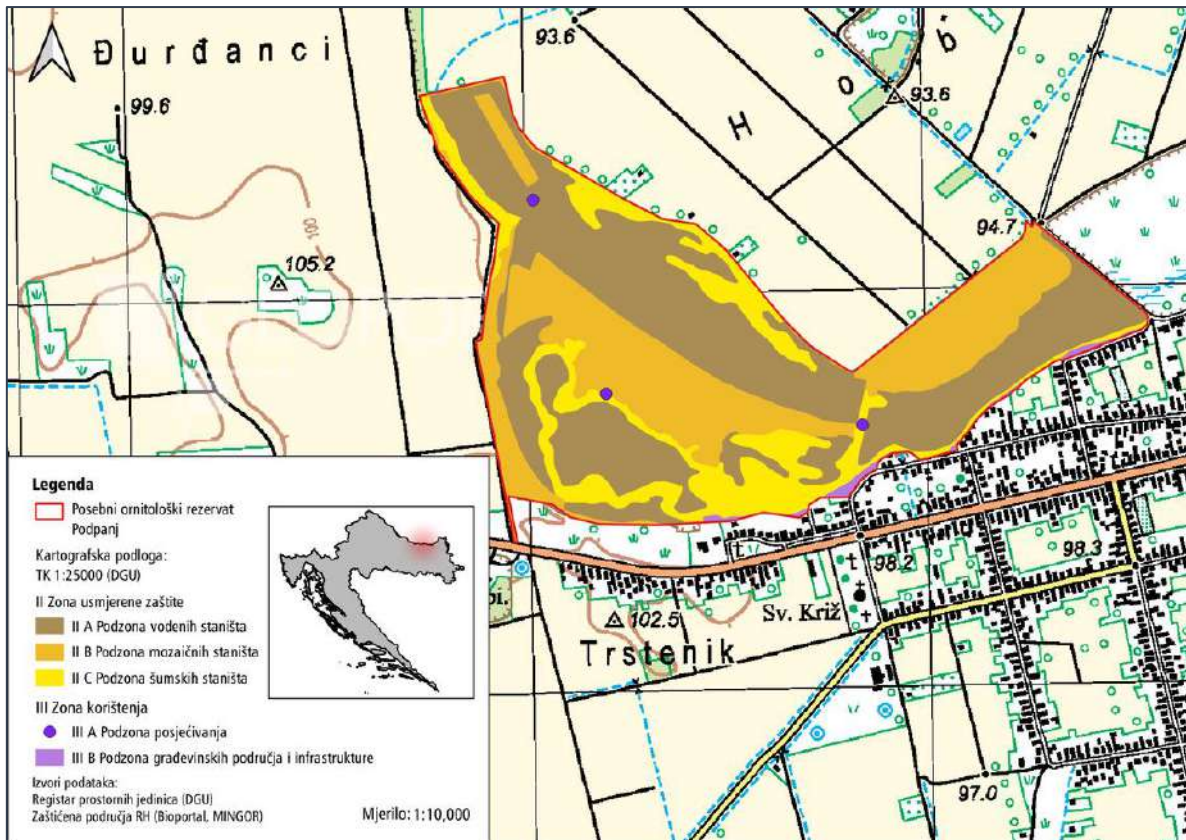 Đurđanci
93.6
99.6
H
o
b
93.6
94.7
100
105.2
Legenda
Posebni ornitološki rezervat
Podpanj
Kartografska podloga:
TK 1:25000 (DGU)
II Zona usmjerene zaštite
II A Podzona vodenih staništa
II B Podzona mozaičnih staništa
II C Podzona šumskih staništa
III Zona korištenja
III A Podzona posjećivanja
III B Podzona građevinskih područja i infrastrukture
Izvori podataka:
Registar prostornih jedinica (DGU)
Zaštićena područja RH (Bioportal, MINGOR)
Mjerilo: 1:10,000
98.2
98.3
102.5
Sv. Križ
Trstenik
97.0